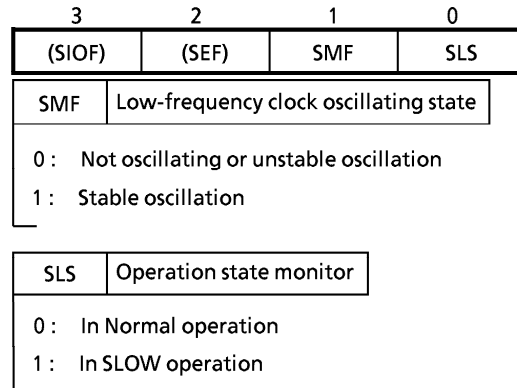 3 2 1 0
(SIOF) (SEF) SMF SLS
SMF Low-frequency clock oscillating state
0 : Not oscillating or unstable oscillation
1 : Stable oscillation
SLS Operation state monitor
0 : In Normal operation
1 : In SLOW operation